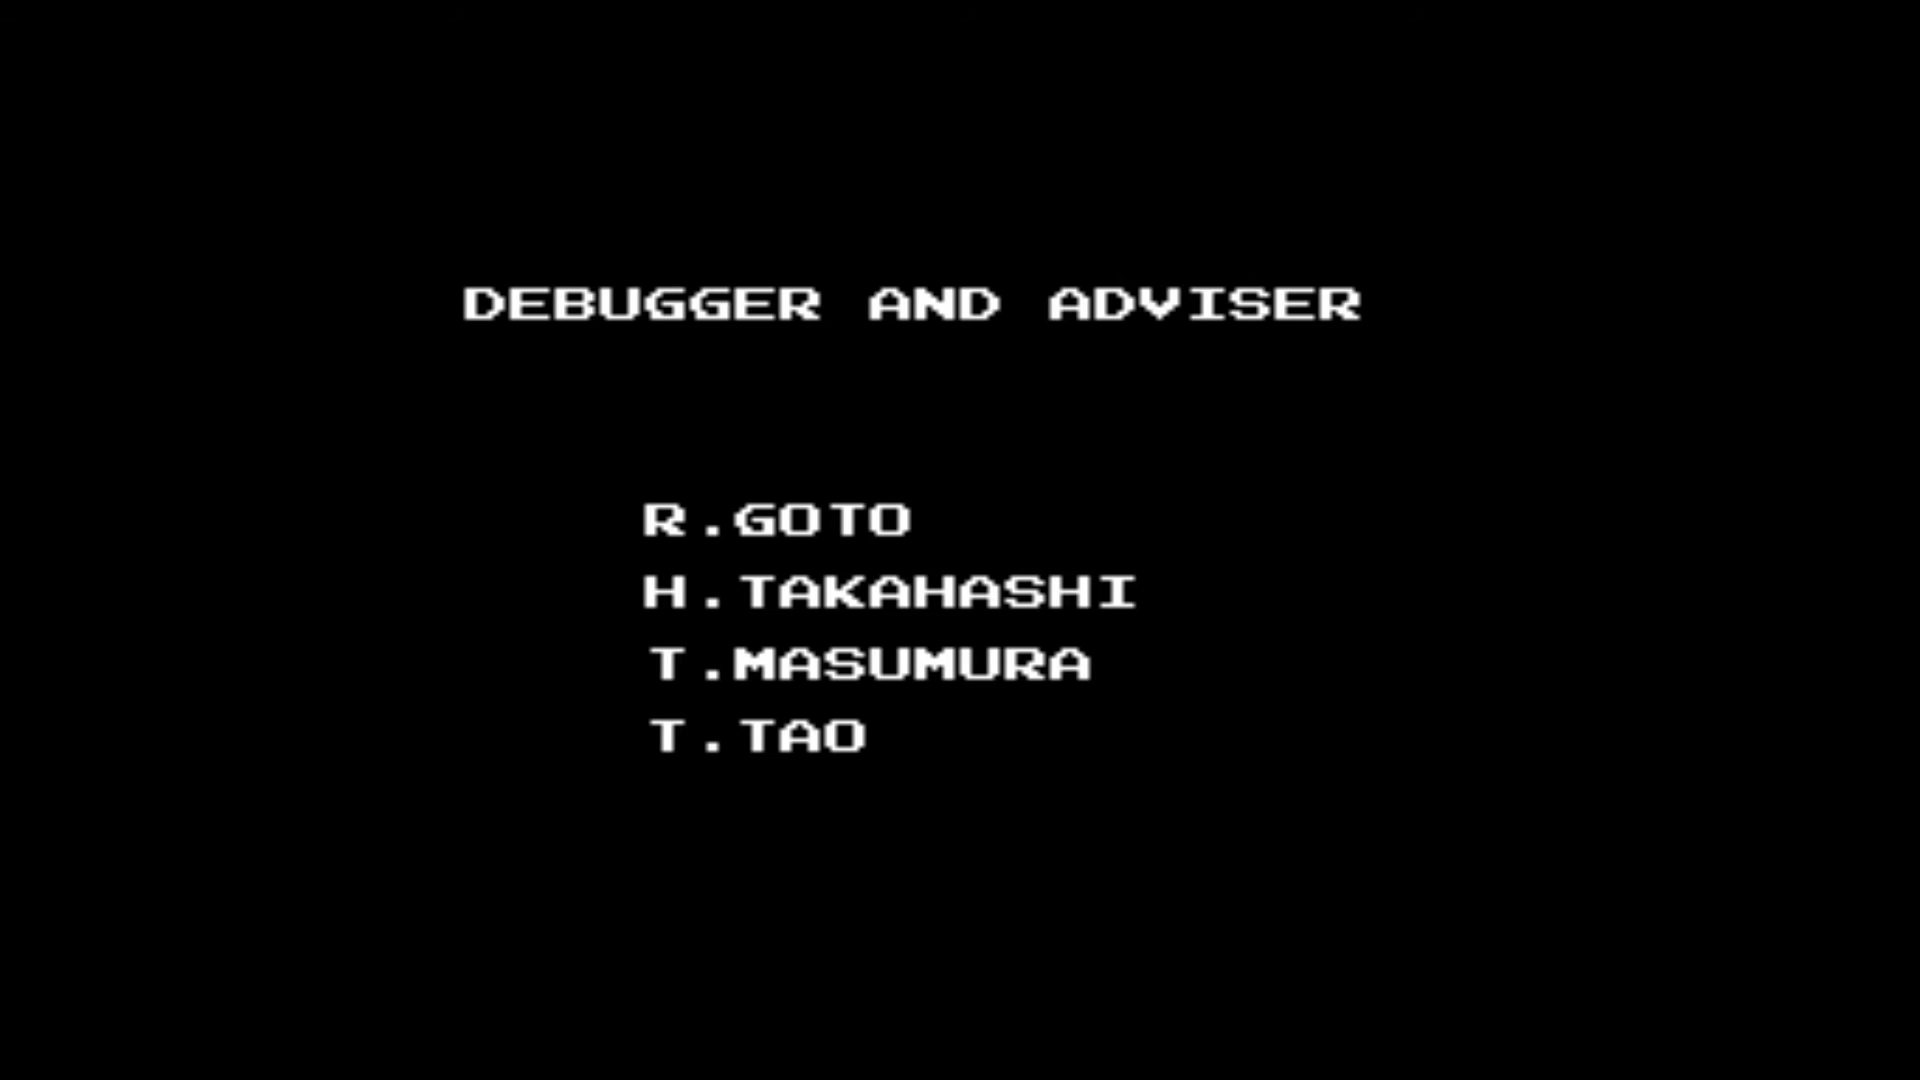 DEBUGGER AND ADVISER
R.GOTO
H.TAKAHASHI
T.MASUMURA
T.TAO